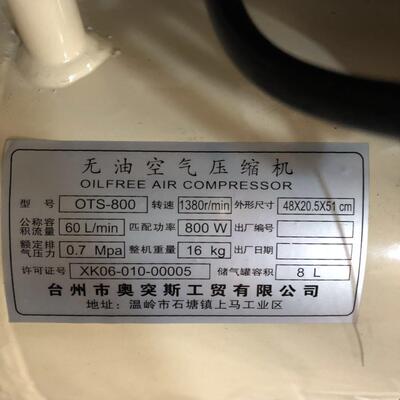 无油空气压缩机
OILFREE AIR COMPRESSOR
型号 OTS-800 转速 1380r/min 外形尺寸 48X20.5X51cm
公称容积流量 60 L/min 匹配功率 800 W 出厂编号
额定排气压力 0.7 Mpa 整机重量 16 kg 出厂日期
许可证号 XK06-010-00005 储气罐容积 8 L
台州市奥突斯工贸有限公司
地址：温岭市石塘镇上马工业区